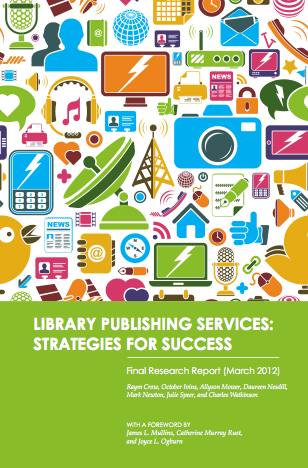 NEWS
NEWS
LIBRARY PUBLISHING SERVICES:
STRATEGIES FOR SUCCESS
Final Research Report (March 2012)
Raym Crow, October Ivins, Allyson Mower, Daureen Nesdill,
Mark Newton, Julie Speer, and Charles Watkinson
WITH A FOREWORD BY
James L. Mullins, Catherine Murray Rust,
and Joyce L. Ogburn